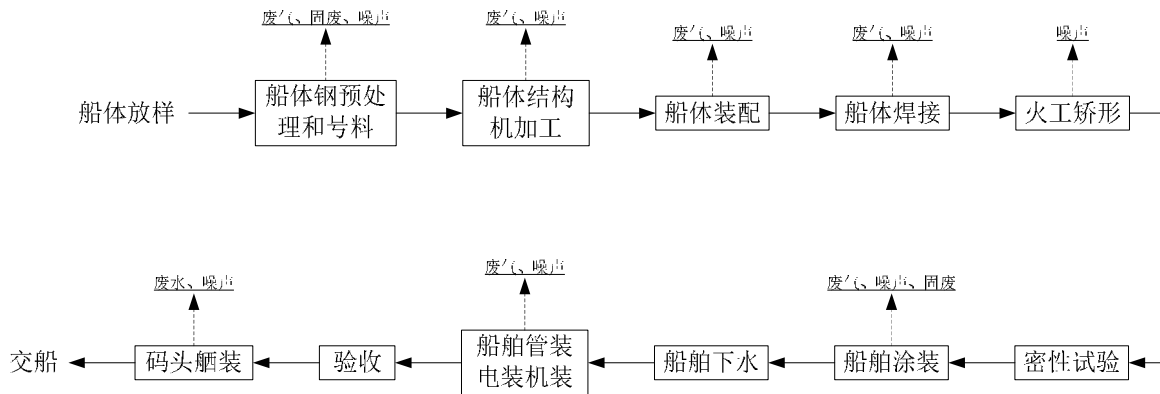 废气、固废、噪声
废气、噪声
废气、噪声
废气、噪声
噪声
船体放样
船体钢预处
理和号料
船体结构
机加工
船体装配
船体焊接
火工矫形
废水、噪声
废气、噪声
废气、噪声、固废
交船
码头舾装
验收
船舶管装
电装机装
船舶下水
船舶涂装
密性试验